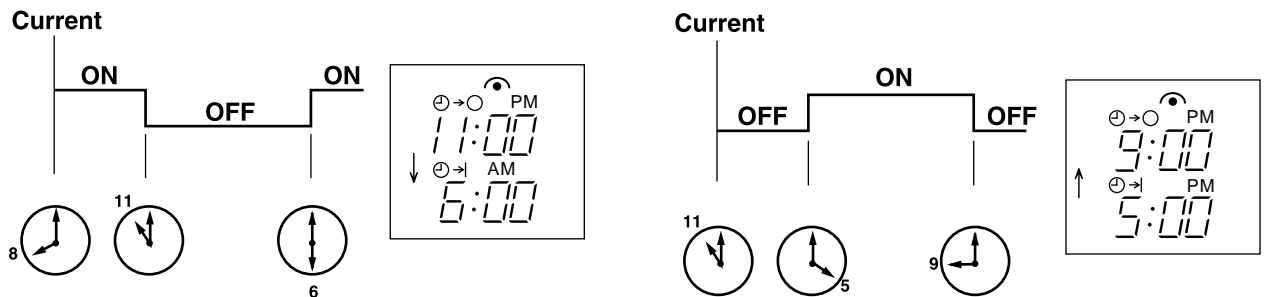 Current
ON
OFF
ON
PM
11:00
AM
6:00
8
11
6
Current
OFF
ON
OFF
PM
9:00
PM
5:00
11
5
9